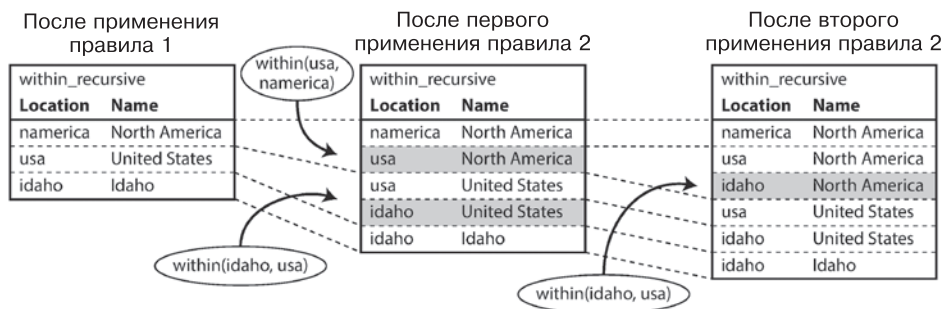 После применения
правила 1
within_recursive
Location Name
namerica North America
usa United States
idaho Idaho
within(usa,
namerica)
within(idaho, usa)
После первого
применения правила 2
within_recursive
Location Name
namerica North America
usa North America
usa United States
idaho United States
idaho Idaho
within(idaho, usa)
После второго
применения правила 2
within_recursive
Location Name
namerica North America
usa North America
idaho North America
usa United States
idaho United States
idaho Idaho